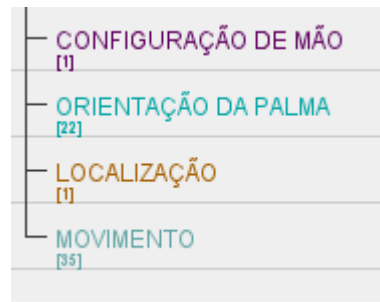 CONFIGURAÇÃO DE MÃO
[1]
ORIENTAÇÃO DA PALMA
[22]
LOCALIZAÇÃO
[1]
MOVIMENTO
[35]